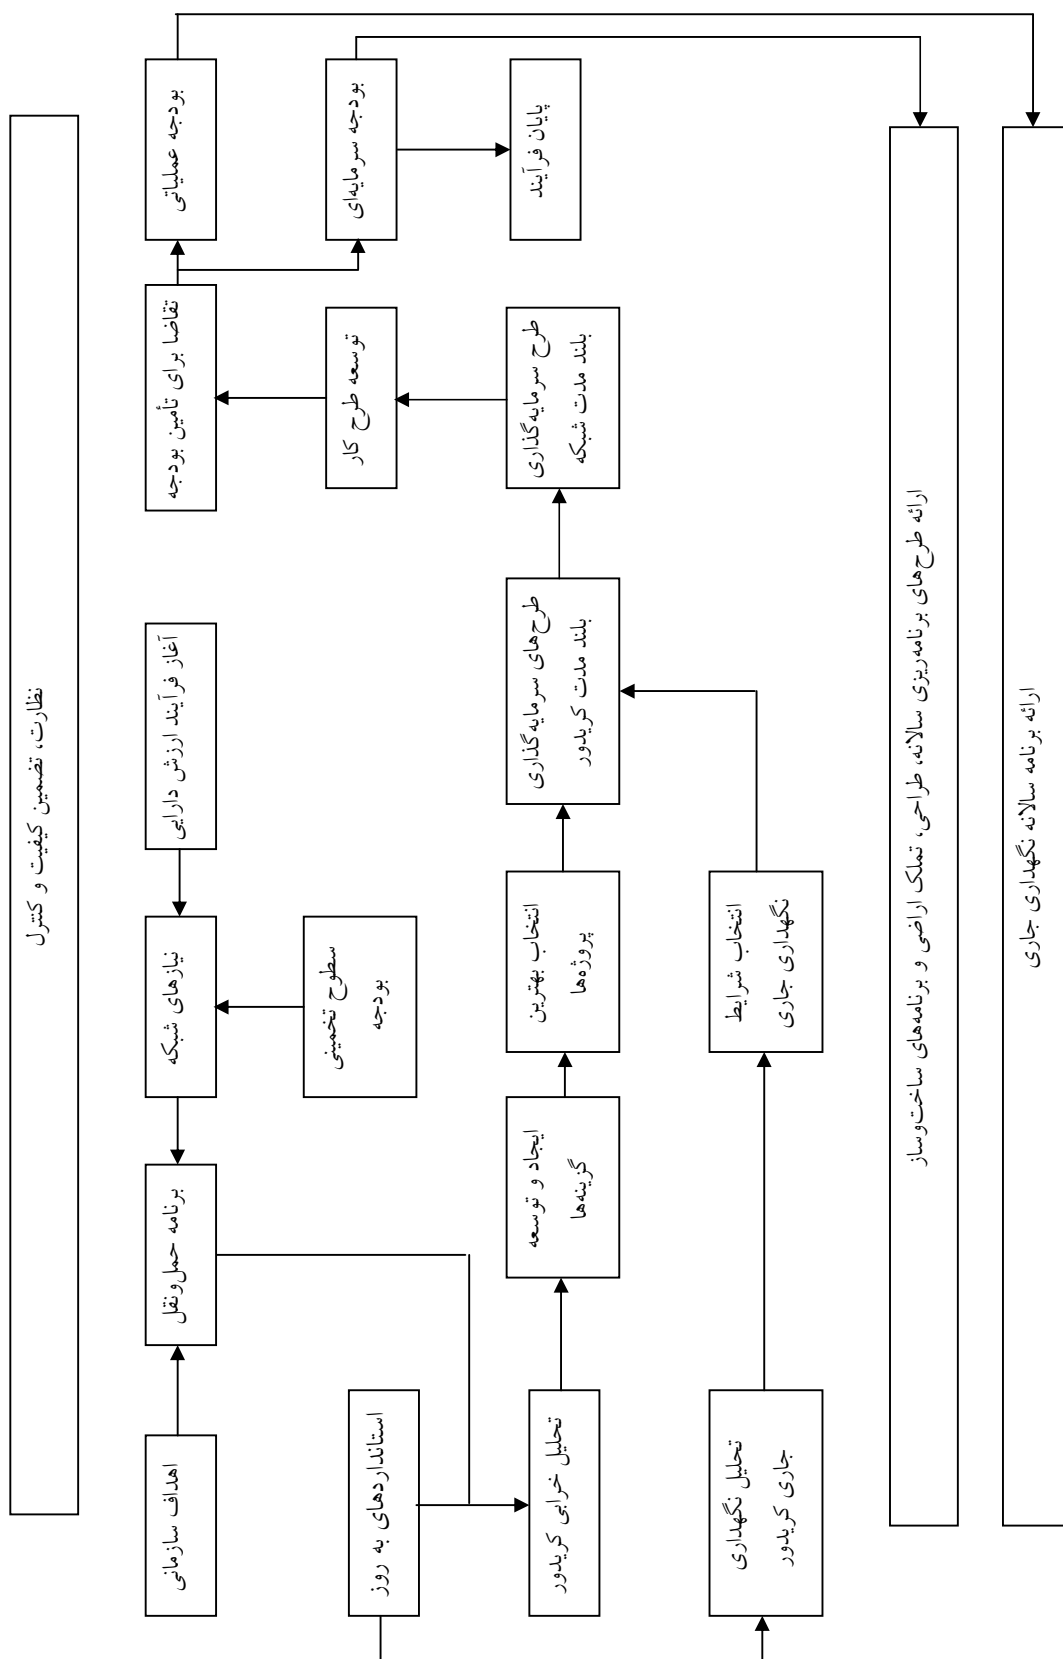 نظارت، تضمین کیفیت و کنترل
اهداف سازمانی
برنامه حمل‌ونقل
نیازهای شبکه
آغاز فرآیند ارزش دارایی
تقاضا برای تأمین بودجه
بودجه عملیاتی
سطوح تخمینی
بودجه
توسعه طرح کار
بودجه سرمایه‌ای
استانداردهای به روز
تحلیل خرابی کریدور
ایجاد و توسعه
گزینه‌ها
انتخاب بهترین
پروژه‌ها
طرح‌های سرمایه‌گذاری
بلند مدت کریدور
طرح سرمایه‌گذاری
بلند مدت شبکه
پایان فرآیند
تحلیل نگهداری
جاری کریدور
انتخاب شرایط
نگهداری جاری
ارائه طرح‌های برنامه‌ریزی سالانه، طراحی، تملک اراضی و برنامه‌های ساخت‌وساز
ارائه برنامه سالانه نگهداری جاری